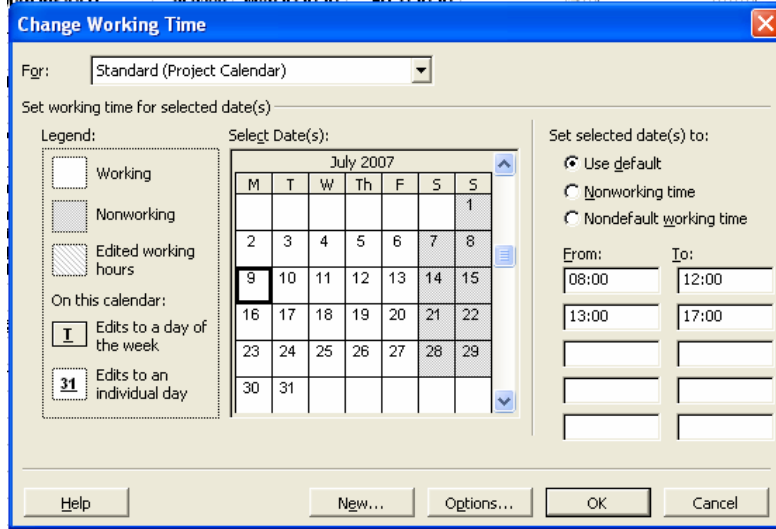 Change Working Time
For: Standard (Project Calendar)
Set working time for selected date(s)
Legend:
Working
Nonworking
Edited working
hours
On this calendar:
T Edits to a day of
the week
31 Edits to an
individual day
Select Date(s):
July 2007
M T W Th F S S
1
2 3 4 5 6 7 8
9 10 11 12 13 14 15
16 17 18 19 20 21 22
23 24 25 26 27 28 29
30 31
Set selected date(s) to:
Use default
Nonworking time
Nondefault working time
From: To:
08:00 12:00
13:00 17:00
Help New... Options... OK Cancel